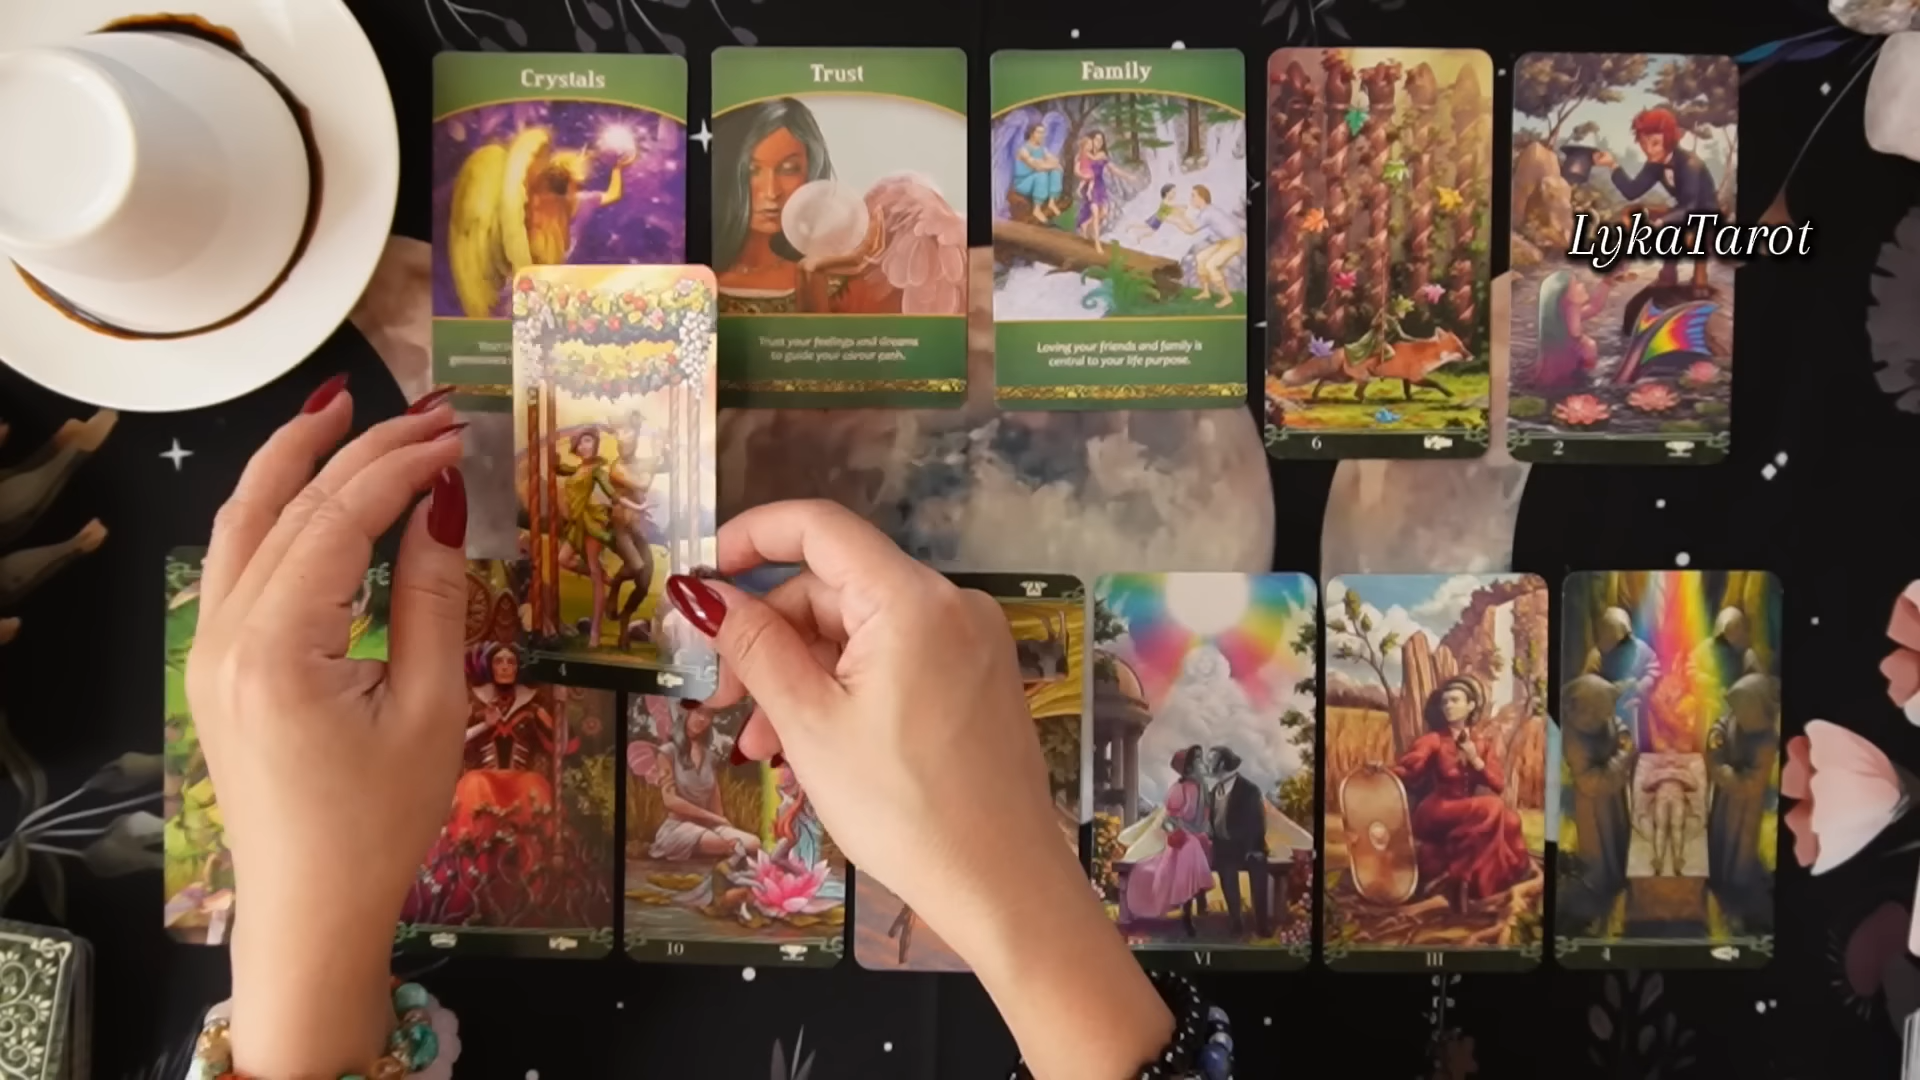 Crystals
Trust
Family
LykaTarot
Trust your feelings and dreams
to guide your career path.
Loving your friends and family is
central to your life purpose.
6
2
4
10
VI
III
4